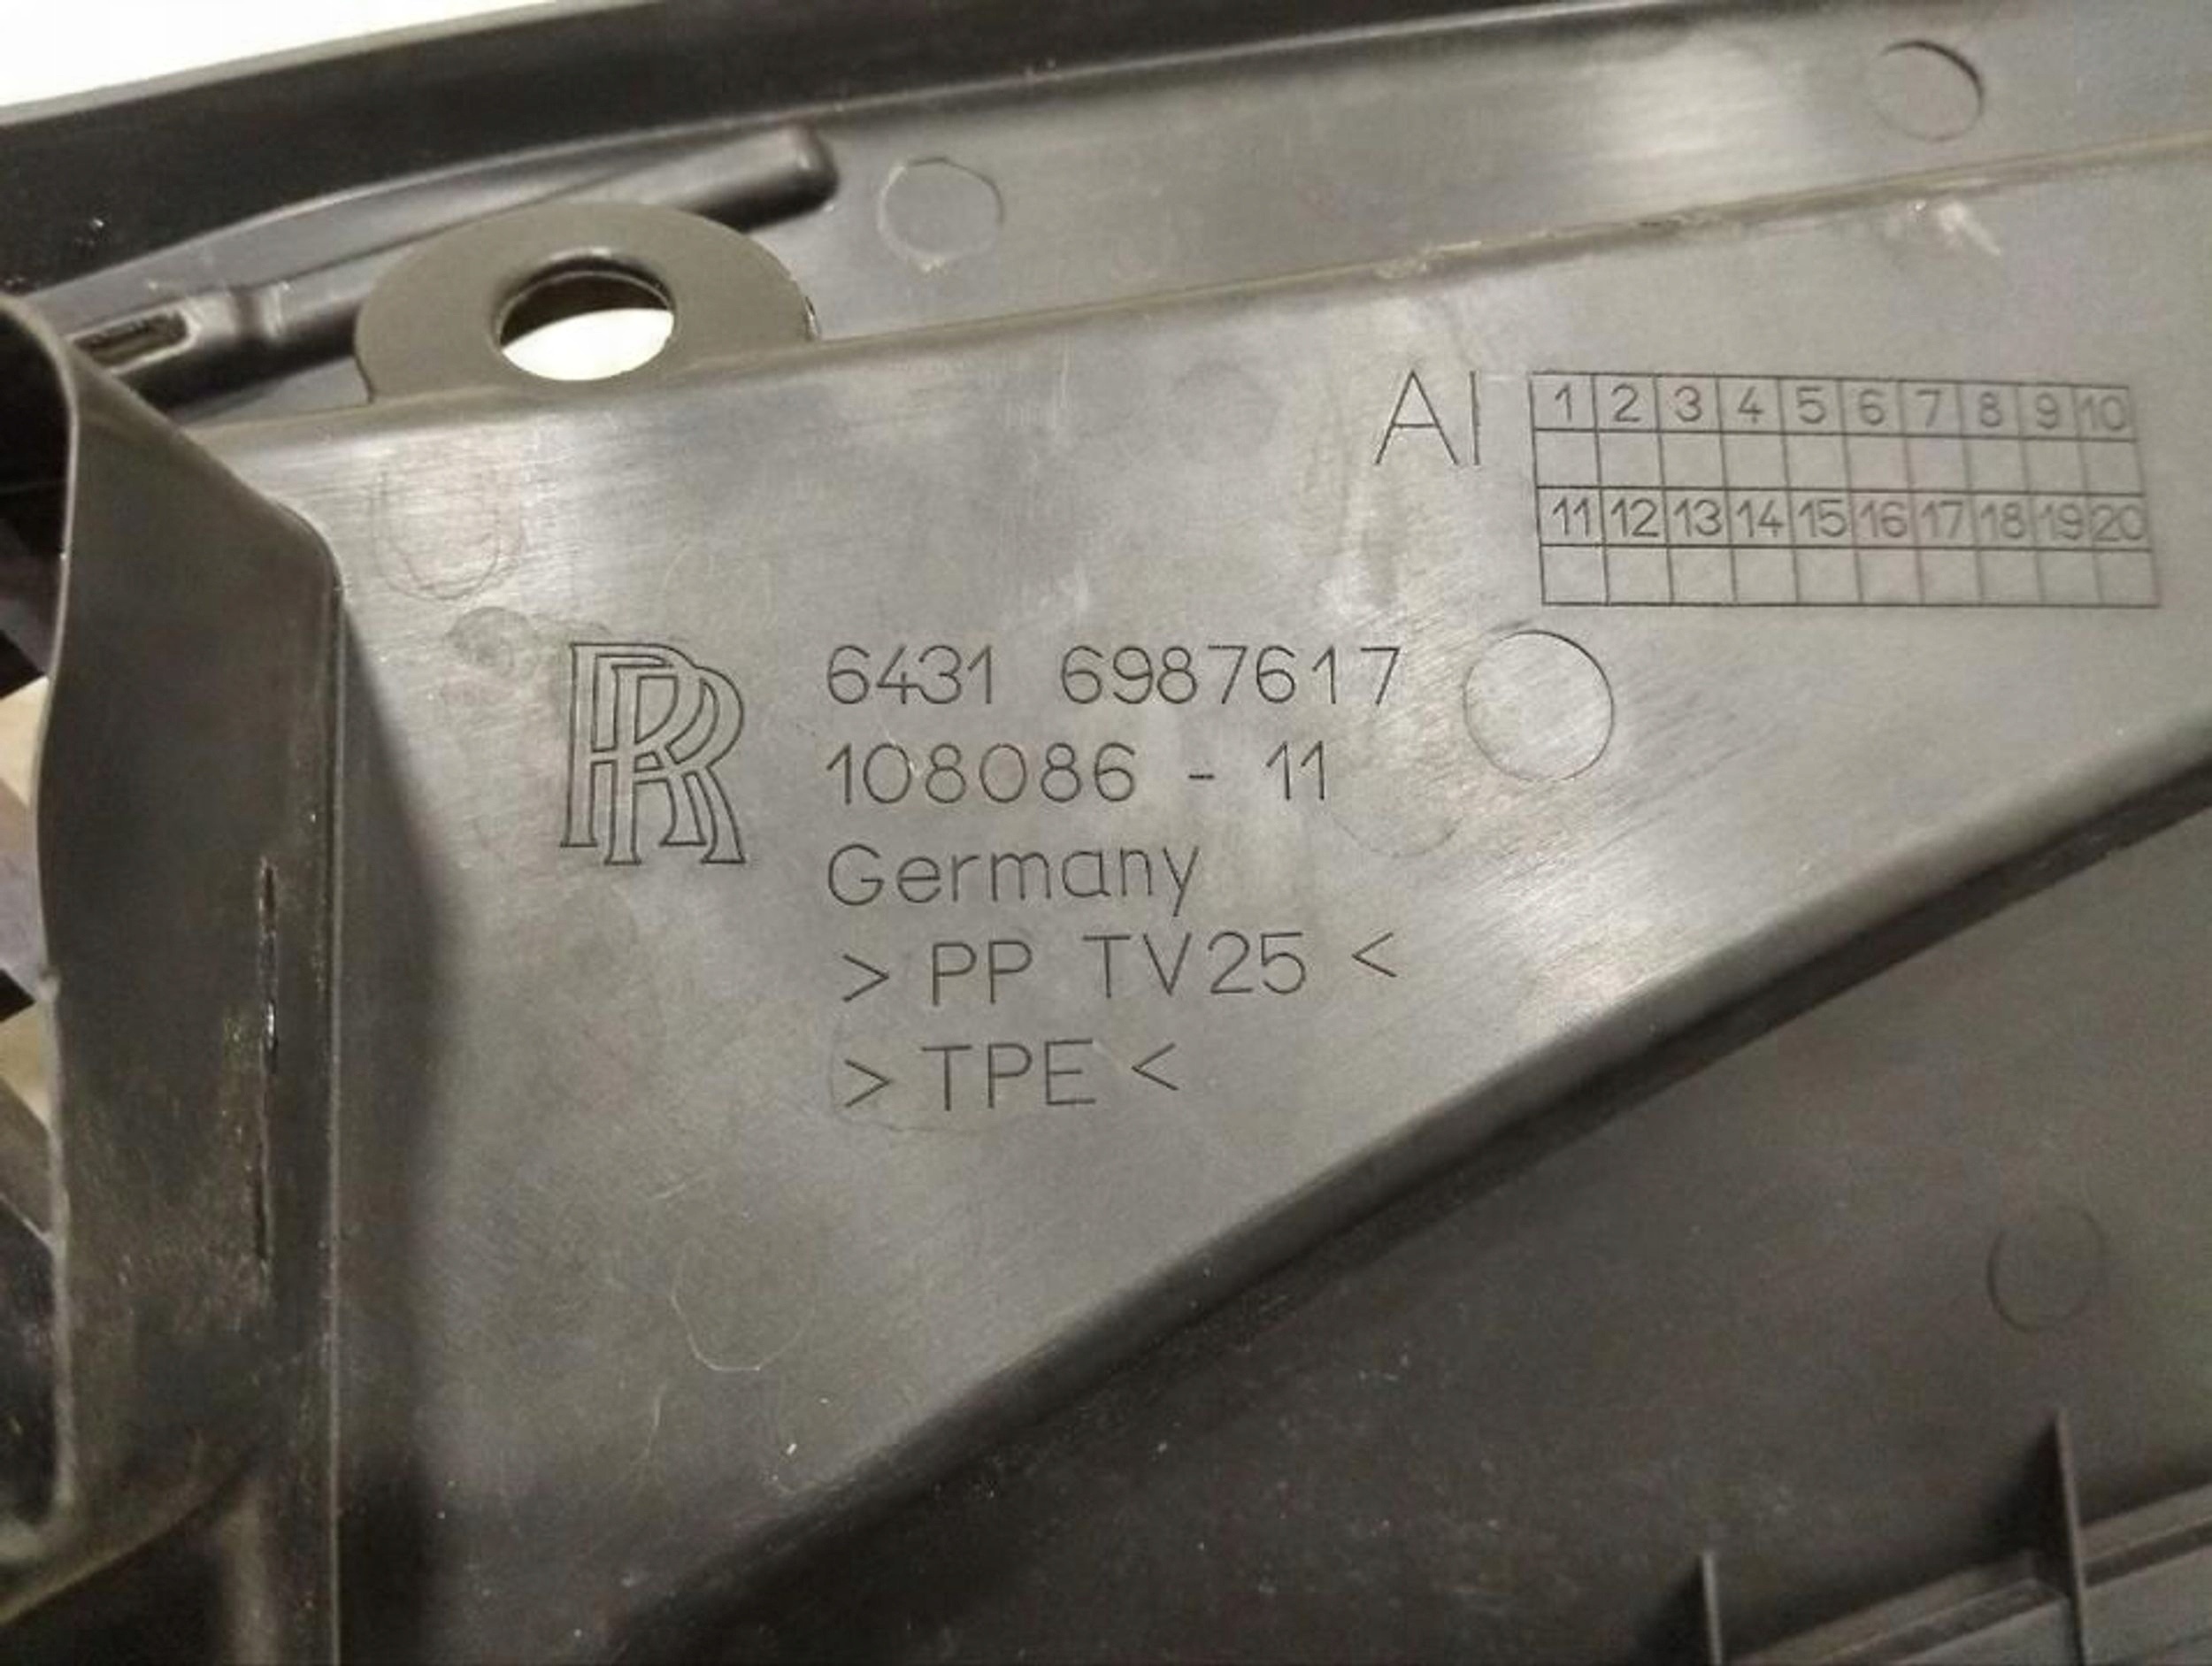 AI
1 2 3 4 5 6 7 8 9 10
11 12 13 14 15 16 17 18 19 20
RR
6431 6987617
108086 - 11
Germany
> PP TV25 <
> TPE <